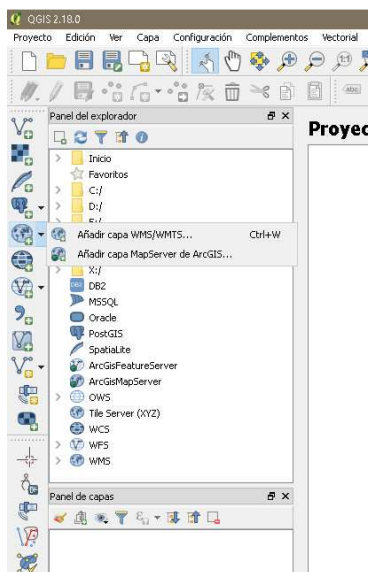 QGIS 2.18.0
Proyecto Edición Ver Capa Configuración Complementos Vectorial
abc
Panel del explorador
Proyec
Inicio
Favoritos
C:/
D:/
Añadir capa WMS/WMTS... Ctrl+W
Añadir capa MapServer de ArcGIS...
X:/
DB2 DB2
MSSQL
Oracle
PostGIS
SpatiaLite
ArcGisFeatureServer
ArcGisMapServer
OWS
Tile Server (XYZ)
WCS
WFS
WMS
Panel de capas